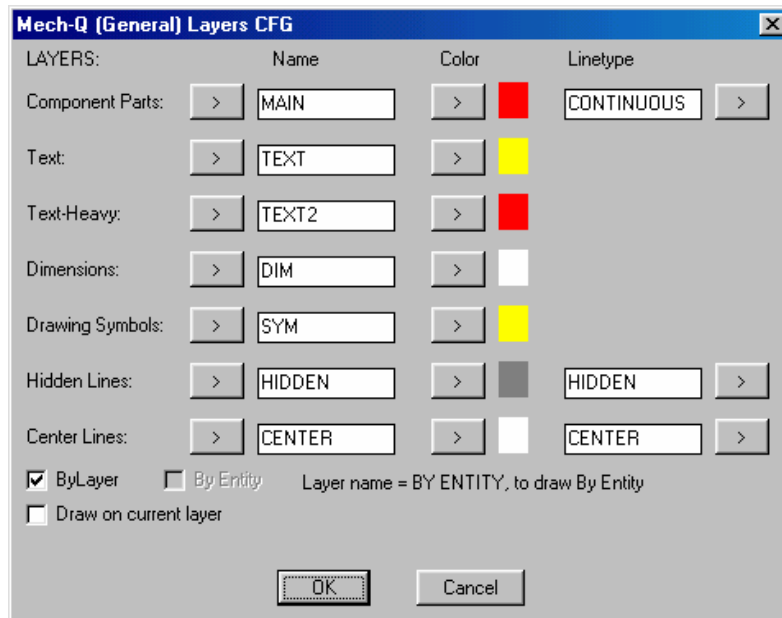 Mech-Q (General) Layers CFG
LAYERS: Name Color Linetype
Component Parts: > MAIN > CONTINUOUS >
Text: > TEXT >
Text-Heavy: > TEXT2 >
Dimensions: > DIM >
Drawing Symbols: > SYM >
Hidden Lines: > HIDDEN > HIDDEN >
Center Lines: > CENTER > CENTER >
ByLayer By Entity Layer name = BY ENTITY, to draw By Entity
Draw on current layer
OK Cancel